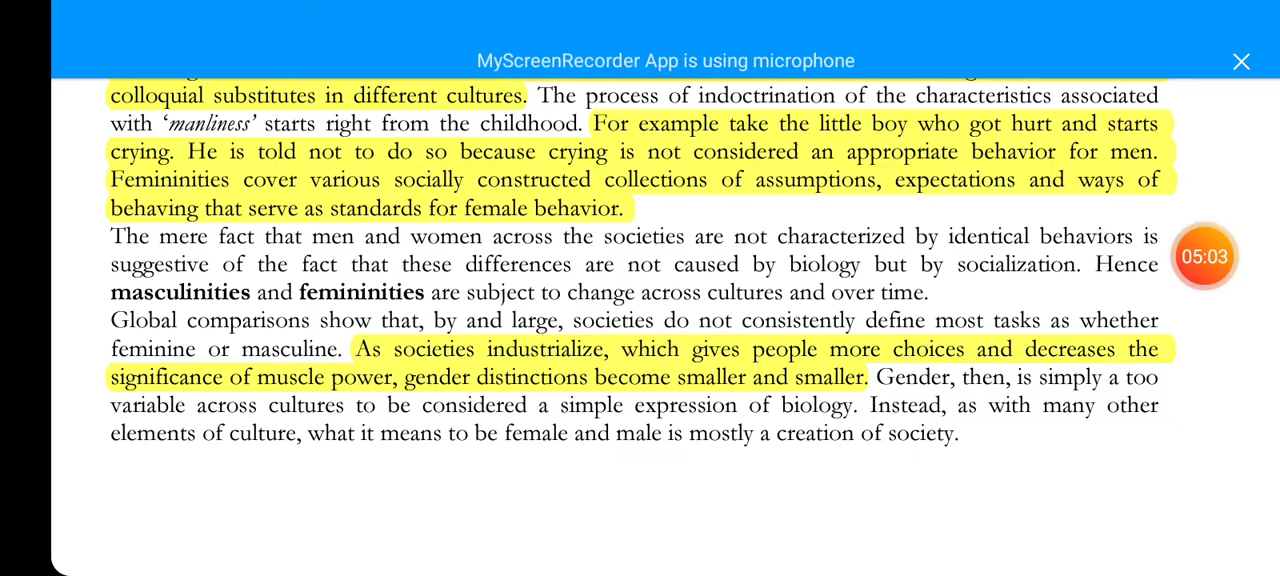 MyScreenRecorder App is using microphone
colloquial substitutes in different cultures. The process of indoctrination of the characteristics associated
with ‘manliness’ starts right from the childhood. For example take the little boy who got hurt and starts
crying. He is told not to do so because crying is not considered an appropriate behavior for men.
Femininities cover various socially constructed collections of assumptions, expectations and ways of
behaving that serve as standards for female behavior.
The mere fact that men and women across the societies are not characterized by identical behaviors is
suggestive of the fact that these differences are not caused by biology but by socialization. Hence
masculinities and femininities are subject to change across cultures and over time.
Global comparisons show that, by and large, societies do not consistently define most tasks as whether
feminine or masculine. As societies industrialize, which gives people more choices and decreases the
significance of muscle power, gender distinctions become smaller and smaller. Gender, then, is simply a too
variable across cultures to be considered a simple expression of biology. Instead, as with many other
elements of culture, what it means to be female and male is mostly a creation of society.
05:03